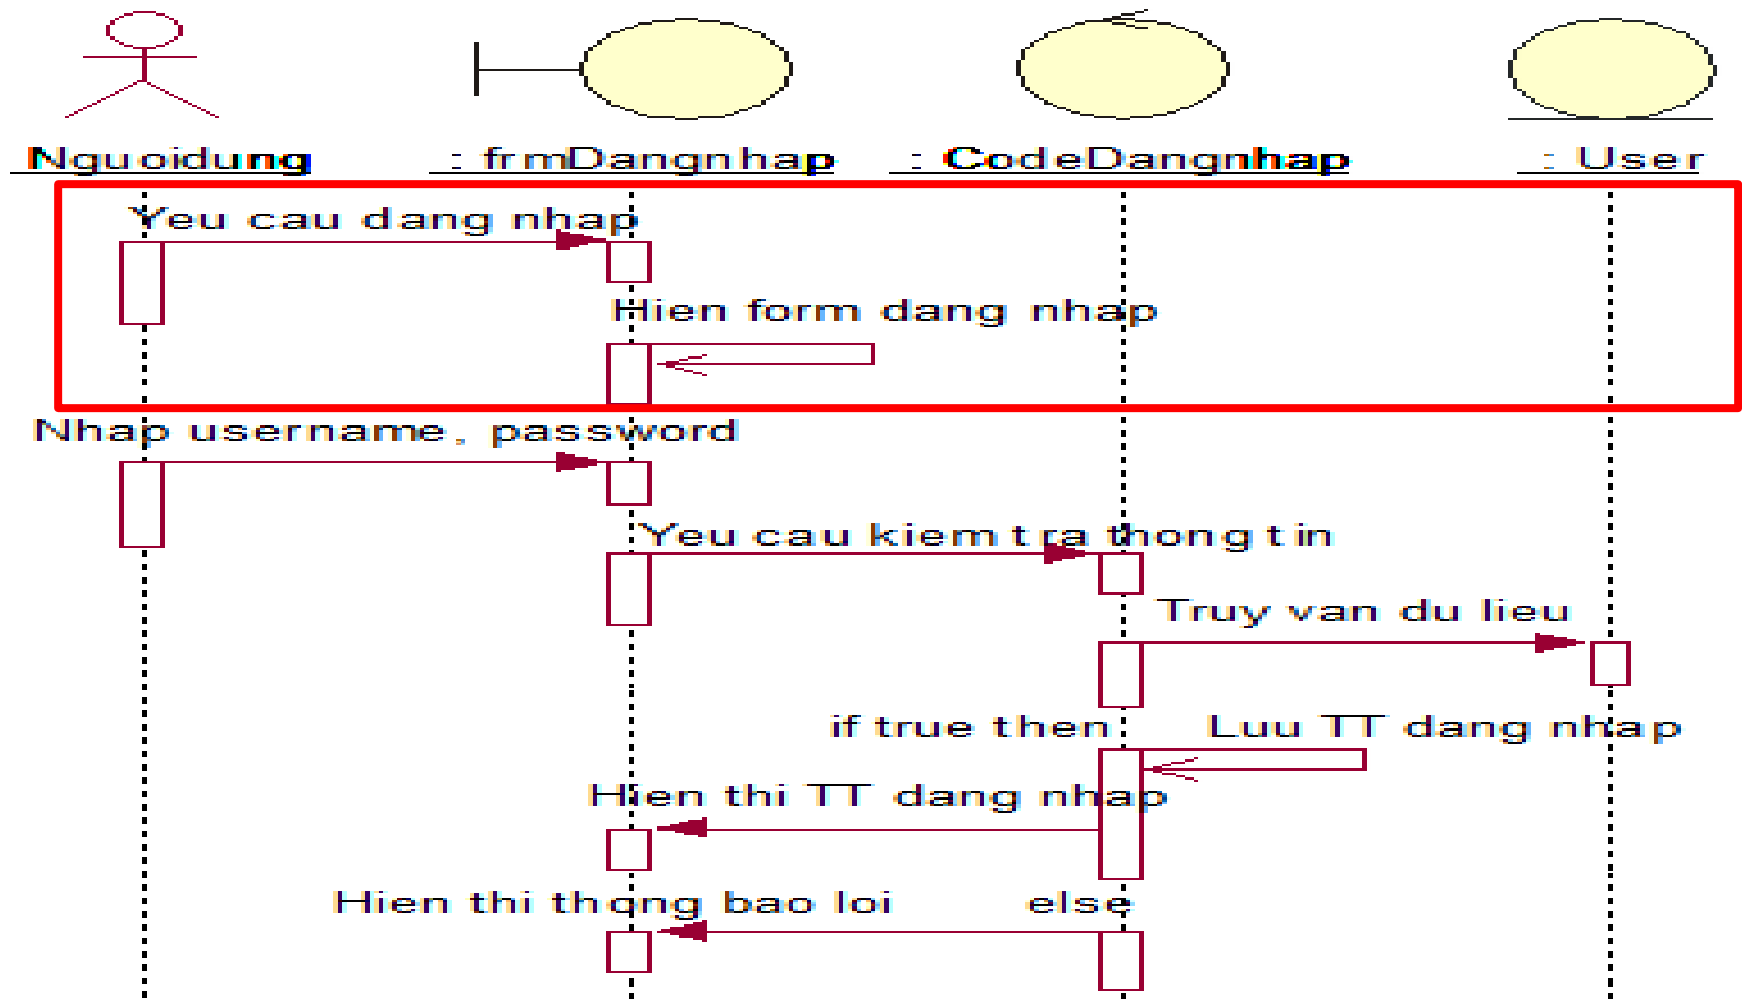 Nguoidung : frmDangnhap : CodeDangnhap : User
Yeu cau dang nhap
Hien form dang nhap
Nhap username, password
Yeu cau kiem tra thong tin
Truy van du lieu
if true then Luu TT dang nhap
Hien thi TT dang nhap
Hien thi thong bao loi else